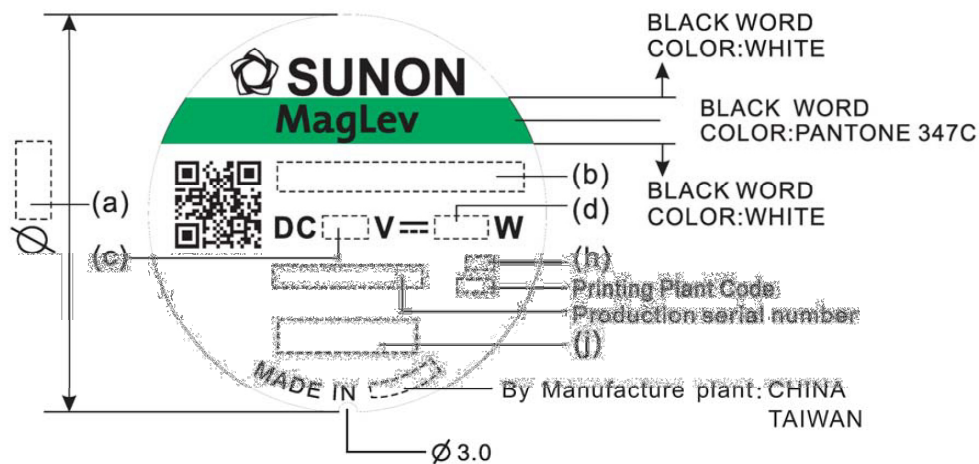 BLACK WORD
COLOR:WHITE
SUNON
MagLev
BLACK WORD
COLOR:PANTONE 347C
(a)
(b)
BLACK WORD
COLOR:WHITE
(d)
DC V⎓ W
(c)
(h)
Printing Plant Code
Production serial number
(j)
MADE IN
By Manufacture plant: CHINA
TAIWAN
Ø
Ø 3.0